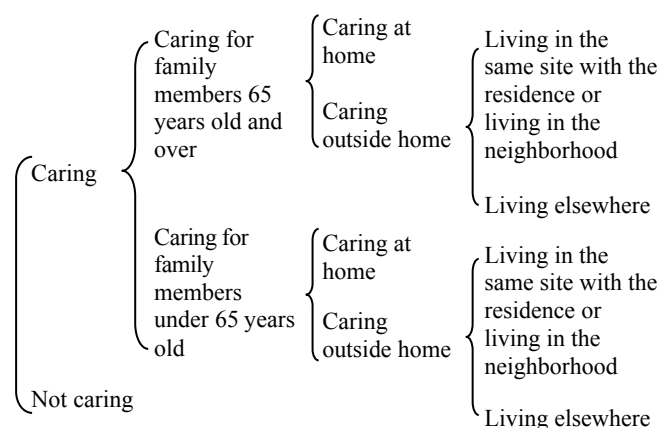 Caring
Not caring
Caring for
family
members 65
years old and
over
Caring for
family
members
under 65 years
old
Caring at
home
Caring
outside home
Caring at
home
Caring
outside home
Living in the
same site with the
residence or
living in the
neighborhood
Living elsewhere
Living in the
same site with the
residence or
living in the
neighborhood
Living elsewhere